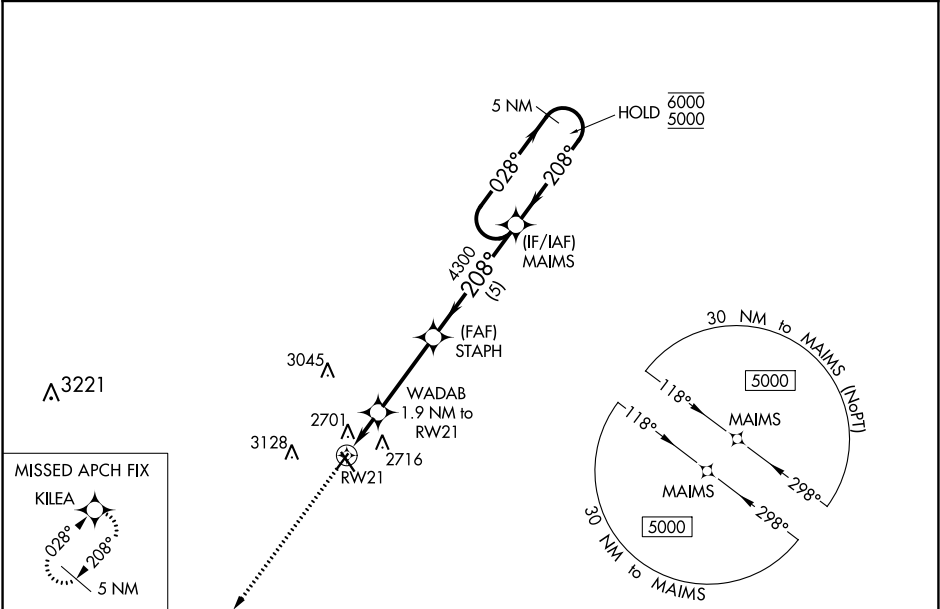 5 NM
HOLD 6000
5000
028°
208°
(IF/IAF)
MAIMS
4300
208°
(5)
(FAF)
STAPH
30 NM to MAIMS (NoPT)
5000
118°
MAIMS
298°
3045
3221
WADAB
1.9 NM to
RW21
2701
3128
2716
RW21
118°
MAIMS
298°
5000
30 NM to MAIMS
MISSED APCH FIX
KILEA
028°
208°
5 NM